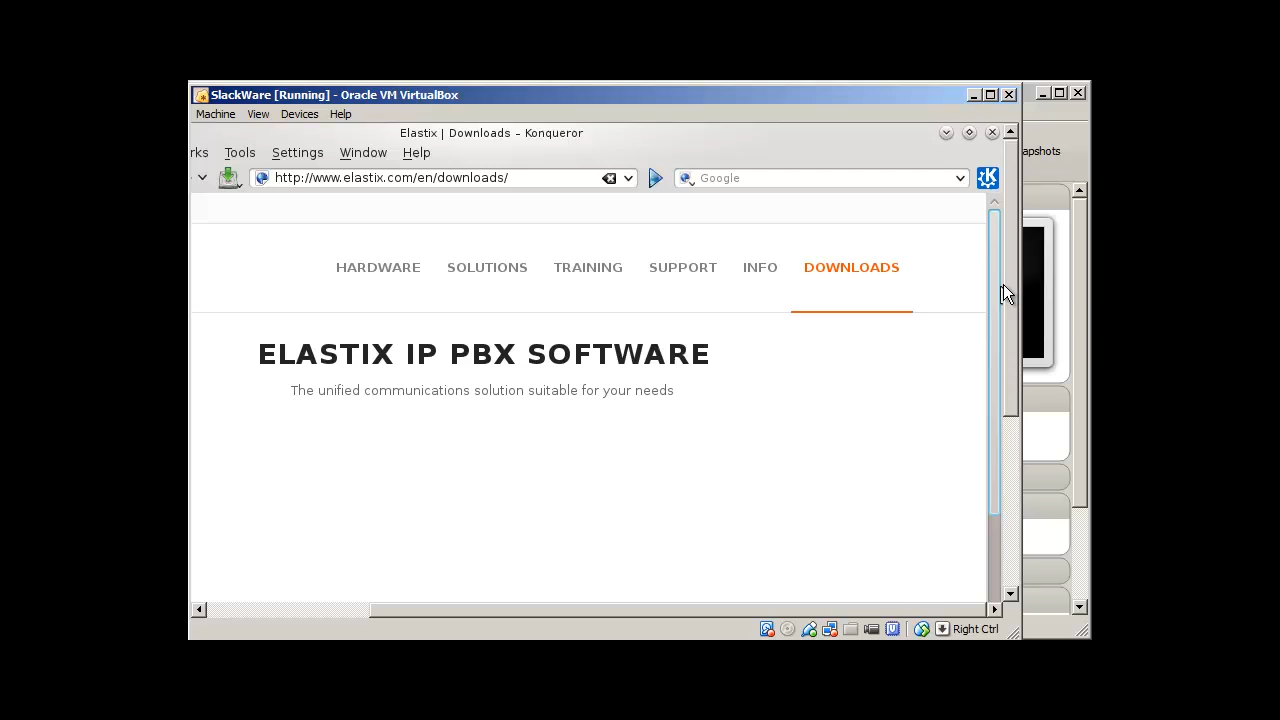 SlackWare [Running] - Oracle VM VirtualBox
Machine View Devices Help
Elastix | Downloads – Konqueror
rks Tools Settings Window Help
http://www.elastix.com/en/downloads/ Google
apshots
HARDWARE SOLUTIONS TRAINING SUPPORT INFO DOWNLOADS
ELASTIX IP PBX SOFTWARE
The unified communications solution suitable for your needs
Right Ctrl